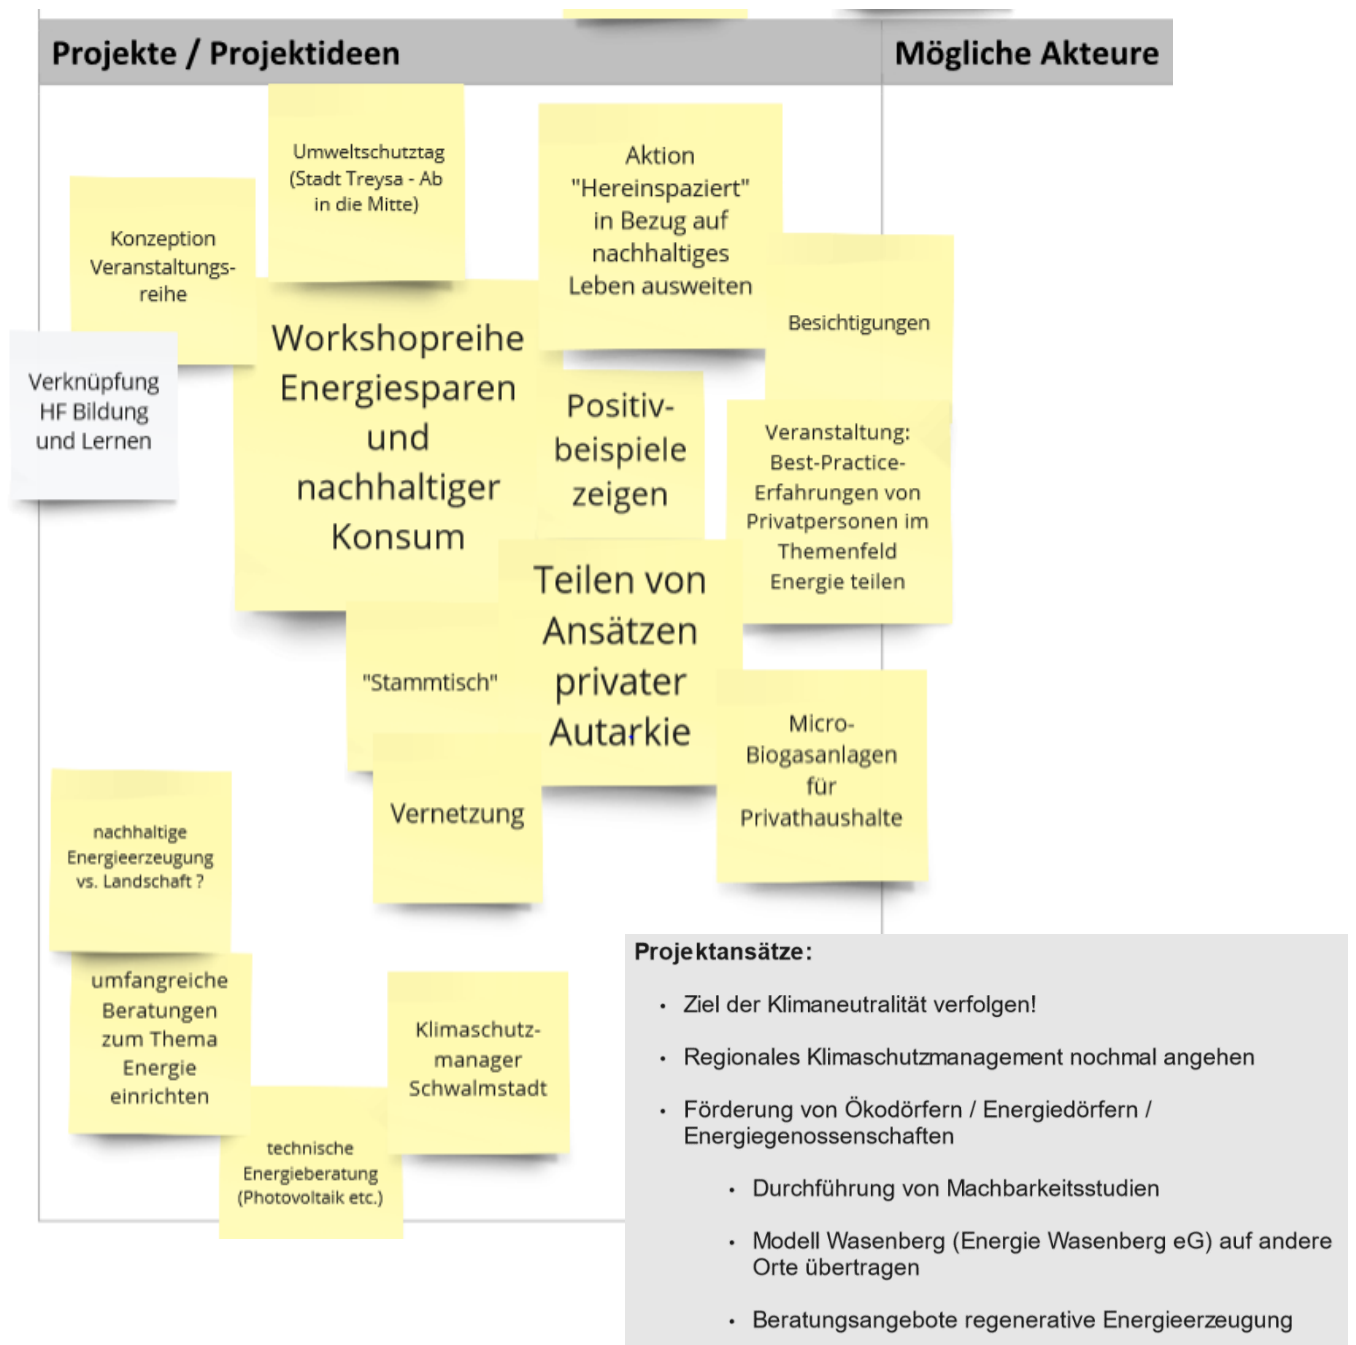 Projekte / Projektideen
Mögliche Akteure
Umweltschutztag
(Stadt Treysa - Ab
in die Mitte)
Aktion
"Hereinspaziert"
in Bezug auf
nachhaltiges
Leben ausweiten
Konzeption
Veranstaltungs-
reihe
Besichtigungen
Verknüpfung
HF Bildung
und Lernen
Workshopreihe
Energiesparen
und
nachhaltiger
Konsum
Positiv-
beispiele
zeigen
Veranstaltung:
Best-Practice-
Erfahrungen von
Privatpersonen im
Themenfeld
Energie teilen
Teilen von
Ansätzen
privater
Autarkie
"Stammtisch"
Micro-
Biogasanlagen
für
Privathaushalte
Vernetzung
nachhaltige
Energieerzeugung
vs. Landschaft ?
umfangreiche
Beratungen
zum Thema
Energie
einrichten
Klimaschutz-
manager
Schwalmstadt
technische
Energieberatung
(Photovoltaik etc.)
Projektansätze:
• Ziel der Klimaneutralität verfolgen!
• Regionales Klimaschutzmanagement nochmal angehen
• Förderung von Ökodörfern / Energiedörfern /
Energiegenossenschaften
• Durchführung von Machbarkeitsstudien
• Modell Wasenberg (Energie Wasenberg eG) auf andere
Orte übertragen
• Beratungsangebote regenerative Energieerzeugung